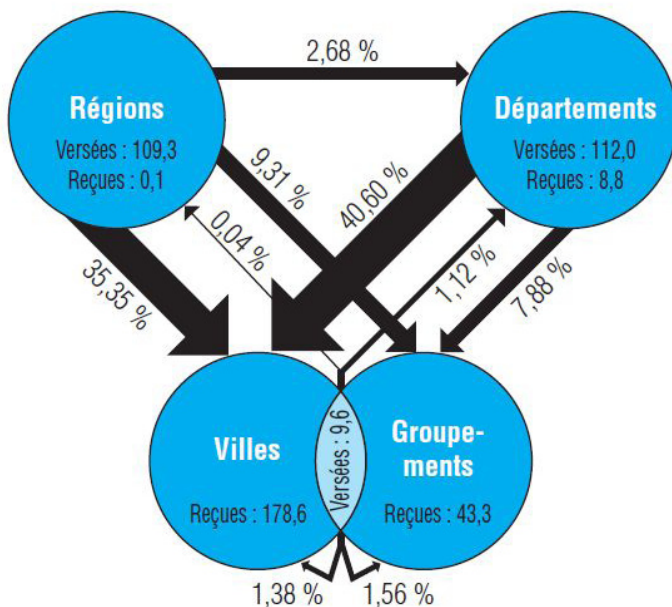 2,68 %
Régions
Versées : 109,3
Reçues : 0,1
Départements
Versées : 112,0
Reçues : 8,8
9,31 %
40,60 %
0,04 %
1,12 %
35,35 %
7,88 %
Villes
Reçues : 178,6
Versées : 9,6
Groupe-
ments
Reçues : 43,3
1,38 %
1,56 %